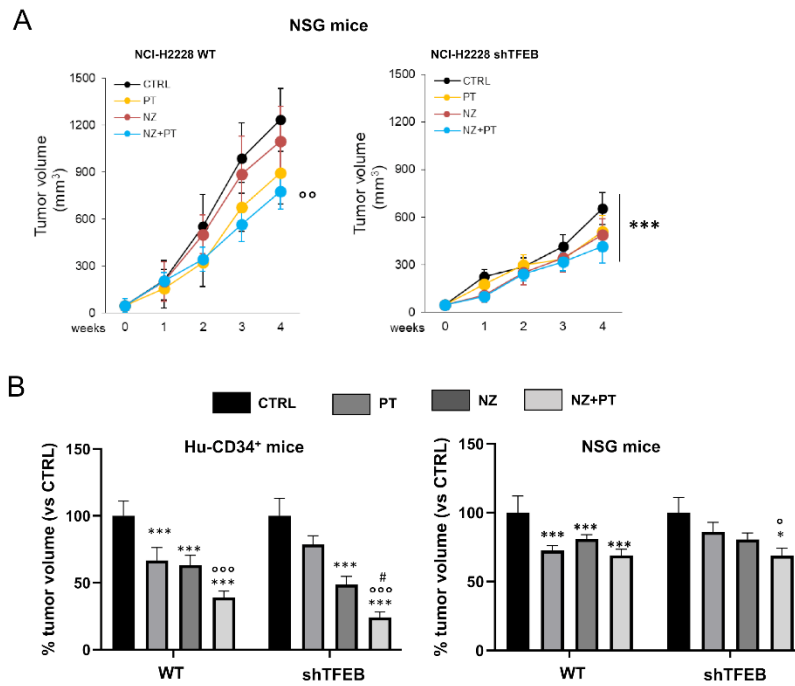 A
NSG mice
NCI-H2228 WT
NCI-H2228 shTFEB
1500
1200
900
600
300
0
Tumor volume
(mm3)
CTRL
PT
NZ
NZ+PT
°°
weeks 0 1 2 3 4
1500
1200
900
600
300
0
Tumor volume
(mm3)
CTRL
PT
NZ
NZ+PT
***
weeks 0 1 2 3 4
B
CTRL PT NZ NZ+PT
Hu-CD34+ mice
% tumor volume (vs CTRL)
150
100
50
0
***
***
°°°
***
***
#
°°°
***
WT shTFEB
NSG mice
% tumor volume (vs CTRL)
150
100
50
0
***
***
***
°
*
WT shTFEB